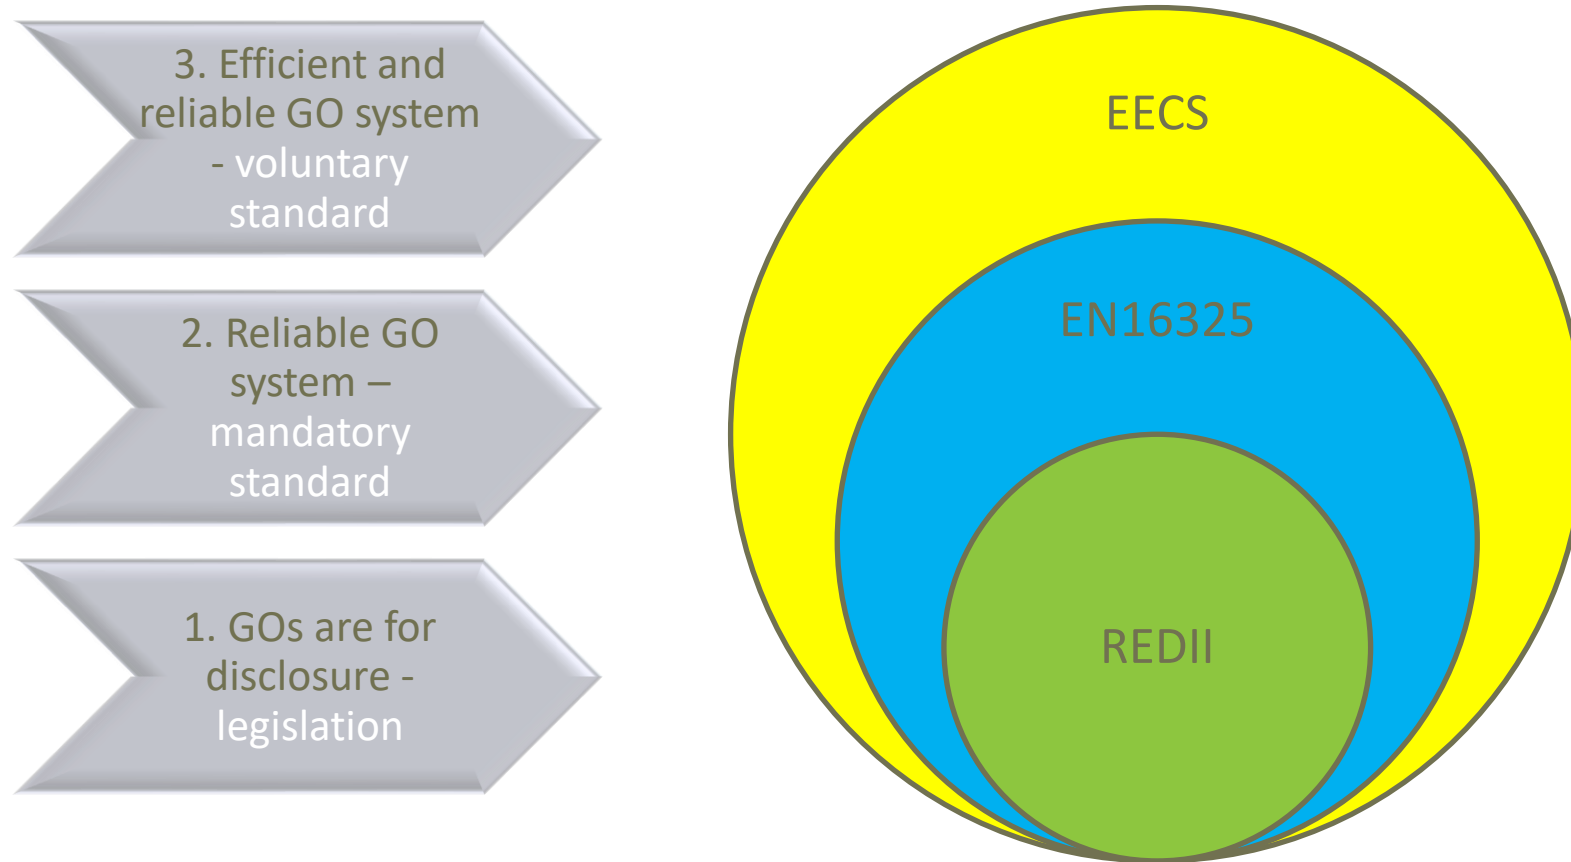 3. Efficient and
reliable GO system
- voluntary
standard
2. Reliable GO
system –
mandatory
standard
1. GOs are for
disclosure -
legislation
EECS
EN16325
REDII